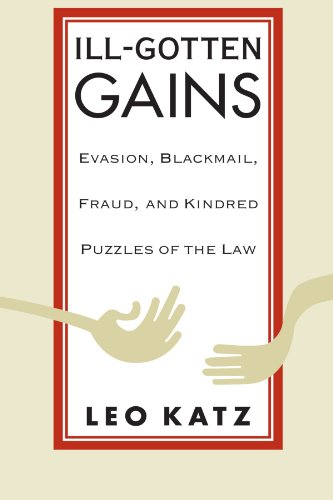 ILL-GOTTEN
GAINS
EVASION, BLACKMAIL,
FRAUD, AND KINDRED
PUZZLES OF THE LAW
LEO KATZ